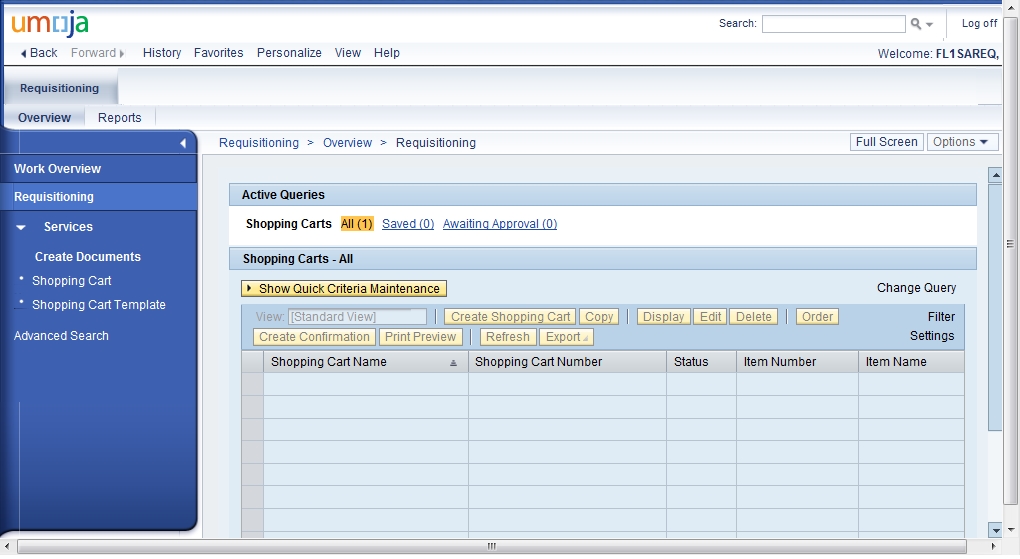 umoja
Search:
Log off
Back Forward History Favorites Personalize View Help
Welcome: FL1SAREQ,
Requisitioning
Overview Reports
Requisitioning > Overview > Requisitioning
Full Screen Options
Work Overview
Requisitioning
Services
Create Documents
• Shopping Cart
• Shopping Cart Template
Advanced Search
Active Queries
Shopping Carts All (1) Saved (0) Awaiting Approval (0)
Shopping Carts - All
Show Quick Criteria Maintenance
Change Query
View: [Standard View] Create Shopping Cart Copy Display Edit Delete Order Filter
Create Confirmation Print Preview Refresh Export Settings
Shopping Cart Name Shopping Cart Number Status Item Number Item Name